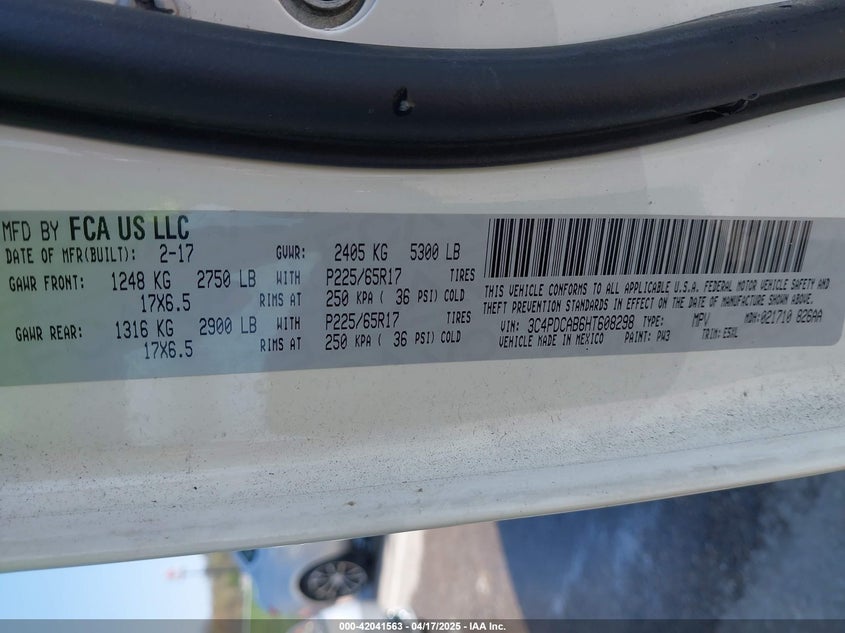 MFD BY FCA US LLC
DATE OF MFR(BUILT): 2-17 GVWR: 2405 KG 5300 LB
GAWR FRONT: 1248 KG 2750 LB WITH P225/65R17 TIRES
17X6.5 RIMS AT 250 KPA ( 36 PSI) COLD
GAWR REAR: 1316 KG 2900 LB WITH P225/65R17 TIRES
17X6.5 RIMS AT 250 KPA ( 36 PSI) COLD
THIS VEHICLE CONFORMS TO ALL APPLICABLE U.S.A. FEDERAL MOTOR VEHICLE SAFETY AND
THEFT PREVENTION STANDARDS IN EFFECT ON THE DATE OF MANUFACTURE SHOWN ABOVE.
VIN: 3C4PDCAB6HT608298 TYPE: MPV MDH:021710 826AA
VEHICLE MADE IN MEXICO PAINT: PW3 TRIM: E5XL
000-42041563 - 04/17/2025 - IAA Inc.